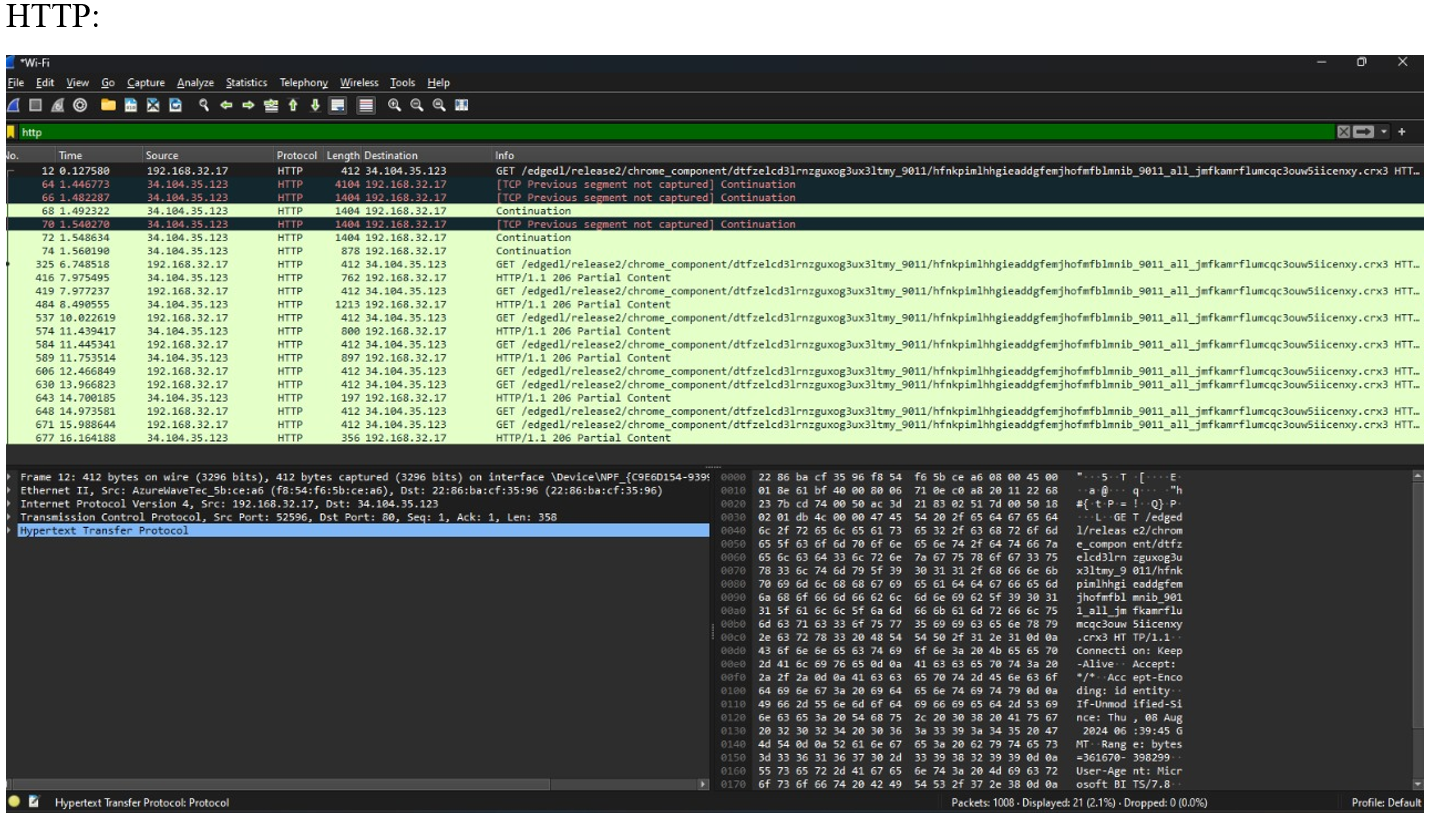 HTTP:
*Wi-Fi
File Edit View Go Capture Analyze Statistics Telephony Wireless Tools Help
http
No. Time Source Protocol Length Destination Info
12 0.127580 192.168.32.17 HTTP 412 34.104.35.123 GET /edgedl/release2/chrome_component/dtfzelcd3lrnzguxog3ux3ltmy_9011/hfnkpimlhhgieaddgfemjhofmfblmnib_9011_all_jmfkamrflumcqc3ouw5iicenxy.crx3 HTT…
64 1.446773 34.104.35.123 HTTP 4104 192.168.32.17 [TCP Previous segment not captured] Continuation
66 1.482287 34.104.35.123 HTTP 1404 192.168.32.17 [TCP Previous segment not captured] Continuation
68 1.492322 34.104.35.123 HTTP 1404 192.168.32.17 Continuation
70 1.540270 34.104.35.123 HTTP 1404 192.168.32.17 [TCP Previous segment not captured] Continuation
72 1.548634 34.104.35.123 HTTP 1404 192.168.32.17 Continuation
74 1.560190 34.104.35.123 HTTP 878 192.168.32.17 Continuation
325 6.748518 192.168.32.17 HTTP 412 34.104.35.123 GET /edgedl/release2/chrome_component/dtfzelcd3lrnzguxog3ux3ltmy_9011/hfnkpimlhhgieaddgfemjhofmfblmnib_9011_all_jmfkamrflumcqc3ouw5iicenxy.crx3 HTT…
416 7.975495 34.104.35.123 HTTP 762 192.168.32.17 HTTP/1.1 206 Partial Content
419 7.977237 192.168.32.17 HTTP 412 34.104.35.123 GET /edgedl/release2/chrome_component/dtfzelcd3lrnzguxog3ux3ltmy_9011/hfnkpimlhhgieaddgfemjhofmfblmnib_9011_all_jmfkamrflumcqc3ouw5iicenxy.crx3 HTT…
484 8.490555 34.104.35.123 HTTP 1213 192.168.32.17 HTTP/1.1 206 Partial Content
537 10.022619 192.168.32.17 HTTP 412 34.104.35.123 GET /edgedl/release2/chrome_component/dtfzelcd3lrnzguxog3ux3ltmy_9011/hfnkpimlhhgieaddgfemjhofmfblmnib_9011_all_jmfkamrflumcqc3ouw5iicenxy.crx3 HTT…
574 11.439417 34.104.35.123 HTTP 800 192.168.32.17 HTTP/1.1 206 Partial Content
584 11.445341 192.168.32.17 HTTP 412 34.104.35.123 GET /edgedl/release2/chrome_component/dtfzelcd3lrnzguxog3ux3ltmy_9011/hfnkpimlhhgieaddgfemjhofmfblmnib_9011_all_jmfkamrflumcqc3ouw5iicenxy.crx3 HTT…
589 11.753514 34.104.35.123 HTTP 897 192.168.32.17 HTTP/1.1 206 Partial Content
606 12.466849 192.168.32.17 HTTP 412 34.104.35.123 GET /edgedl/release2/chrome_component/dtfzelcd3lrnzguxog3ux3ltmy_9011/hfnkpimlhhgieaddgfemjhofmfblmnib_9011_all_jmfkamrflumcqc3ouw5iicenxy.crx3 HTT…
630 13.966823 192.168.32.17 HTTP 412 34.104.35.123 GET /edgedl/release2/chrome_component/dtfzelcd3lrnzguxog3ux3ltmy_9011/hfnkpimlhhgieaddgfemjhofmfblmnib_9011_all_jmfkamrflumcqc3ouw5iicenxy.crx3 HTT…
643 14.700185 34.104.35.123 HTTP 197 192.168.32.17 HTTP/1.1 206 Partial Content
648 14.973581 192.168.32.17 HTTP 412 34.104.35.123 GET /edgedl/release2/chrome_component/dtfzelcd3lrnzguxog3ux3ltmy_9011/hfnkpimlhhgieaddgfemjhofmfblmnib_9011_all_jmfkamrflumcqc3ouw5iicenxy.crx3 HTT…
671 15.988644 192.168.32.17 HTTP 412 34.104.35.123 GET /edgedl/release2/chrome_component/dtfzelcd3lrnzguxog3ux3ltmy_9011/hfnkpimlhhgieaddgfemjhofmfblmnib_9011_all_jmfkamrflumcqc3ouw5iicenxy.crx3 HTT…
677 16.164188 34.104.35.123 HTTP 356 192.168.32.17 HTTP/1.1 206 Partial Content
Frame 12: 412 bytes on wire (3296 bits), 412 bytes captured (3296 bits) on interface \Device\NPF_{C9E6D154-9399
Ethernet II, Src: AzureWaveTec_5b:ce:a6 (f8:54:f6:5b:ce:a6), Dst: 22:86:ba:cf:35:96 (22:86:ba:cf:35:96)
Internet Protocol Version 4, Src: 192.168.32.17, Dst: 34.104.35.123
Transmission Control Protocol, Src Port: 52596, Dst Port: 80, Seq: 1, Ack: 1, Len: 358
Hypertext Transfer Protocol
0000 22 86 ba cf 35 96 f8 54 f6 5b ce a6 08 00 45 00 "···5··T ·[····E·
0010 01 8e 61 bf 40 00 80 06 71 0e c0 a8 20 11 22 68 ··a·@··· q··· ·"h
0020 23 7b cd 74 00 50 ac 3d 21 83 02 51 7d 00 50 18 #{·t·P·= !··Q}·P·
0030 02 01 db 4c 00 00 47 45 54 20 2f 65 64 67 65 64 ···L··GE T /edged
0040 6c 2f 72 65 6c 65 61 73 65 32 2f 63 68 72 6f 6d l/releas e2/chrom
0050 65 5f 63 6f 6d 70 6f 6e 65 6e 74 2f 64 74 66 7a e_compon ent/dtfz
0060 65 6c 63 64 33 6c 72 6e 7a 67 75 78 6f 67 33 75 elcd3lrn zguxog3u
0070 78 33 6c 74 6d 79 5f 39 30 31 31 2f 68 66 6e 6b x3ltmy_9 011/hfnk
0080 70 69 6d 6c 68 68 67 69 65 61 64 64 67 66 65 6d pimlhhgi eaddgfem
0090 6a 68 6f 66 6d 66 62 6c 6d 6e 69 62 5f 39 30 31 jhofmfbl mnib_901
00a0 31 5f 61 6c 6c 5f 6a 6d 66 6b 61 6d 72 66 6c 75 1_all_jm fkamrflu
00b0 6d 63 71 63 33 6f 75 77 35 69 69 63 65 6e 78 79 mcqc3ouw 5iicenxy
00c0 2e 63 72 78 33 20 48 54 54 50 2f 31 2e 31 0d 0a .crx3 HT TP/1.1··
00d0 43 6f 6e 6e 65 63 74 69 6f 6e 3a 20 4b 65 65 70 Connecti on: Keep
00e0 2d 41 6c 69 76 65 0d 0a 41 63 63 65 70 74 3a 20 -Alive·· Accept:
00f0 2a 2f 2a 0d 0a 41 63 63 65 70 74 2d 45 6e 63 6f */*··Acc ept-Enco
0100 64 69 6e 67 3a 20 69 64 65 6e 74 69 74 79 0d 0a ding: id entity··
0110 49 66 2d 55 6e 6d 6f 64 69 66 69 65 64 2d 53 69 If-Unmod ified-Si
0120 6e 63 65 3a 20 54 68 75 2c 20 30 38 20 41 75 67 nce: Thu , 08 Aug
0130 20 32 30 32 34 20 30 36 3a 33 39 3a 34 35 20 47 2024 06 :39:45 G
0140 4d 54 0d 0a 52 61 6e 67 65 3a 20 62 79 74 65 73 MT··Rang e: bytes
0150 3d 33 36 31 36 37 30 2d 33 39 38 32 39 39 0d 0a =361670- 398299··
0160 55 73 65 72 2d 41 67 65 6e 74 3a 20 4d 69 63 72 User-Age nt: Micr
0170 6f 73 6f 66 74 20 42 49 54 53 2f 37 2e 38 0d 0a osoft BI TS/7.8··
Hypertext Transfer Protocol: Protocol
Packets: 1008 · Displayed: 21 (2.1%) · Dropped: 0 (0.0%)
Profile: Default